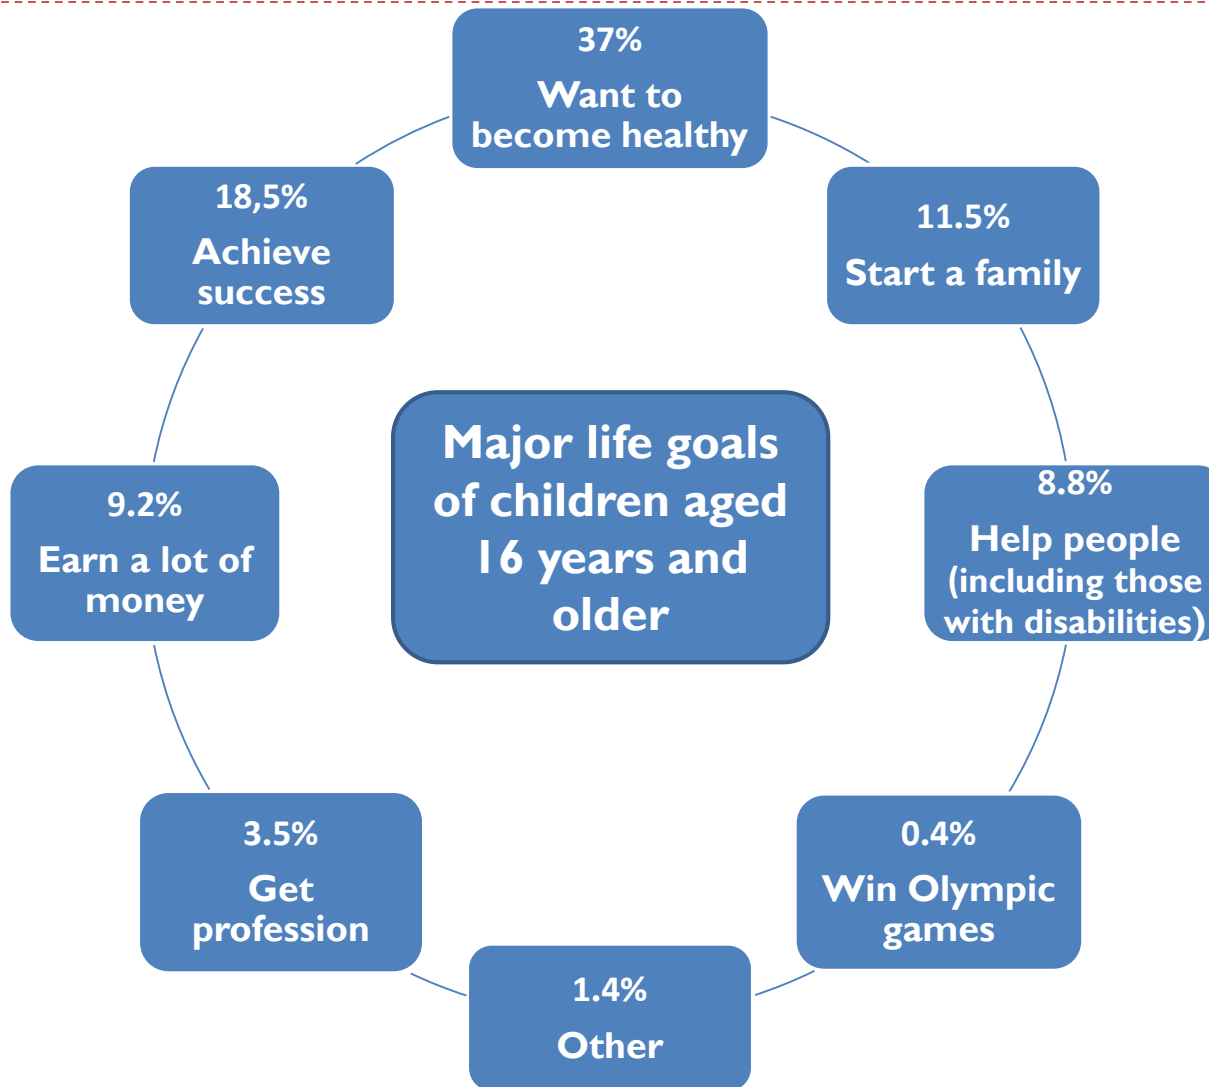 37%
Want to
become healthy
18,5%
Achieve
success
11.5%
Start a family
Major life goals
of children aged
16 years and
older
9.2%
Earn a lot of
money
8.8%
Help people
(including those
with disabilities)
3.5%
Get
profession
0.4%
Win Olympic
games
1.4%
Other